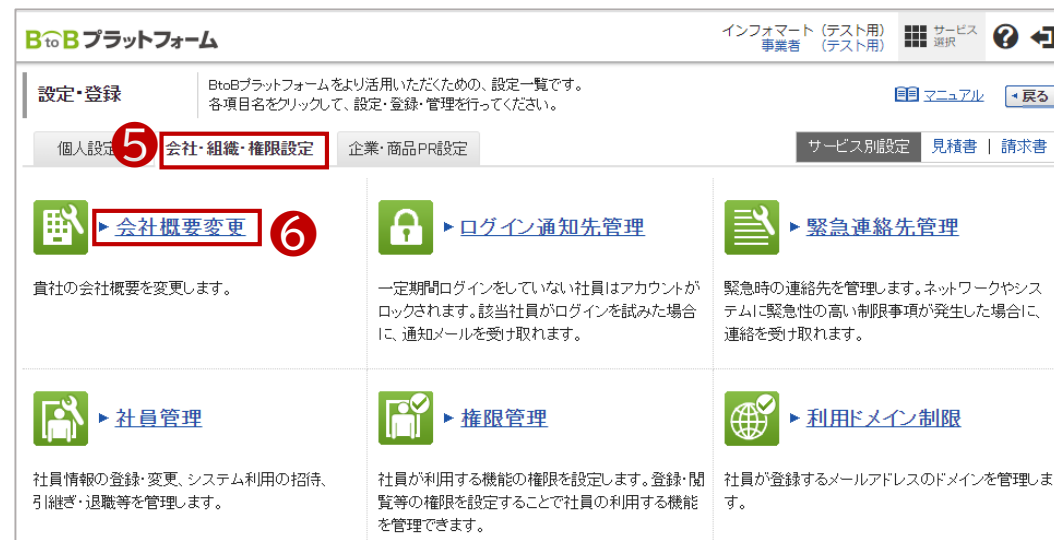 BtoBプラットフォーム
インフォマート (テスト用)
事業者 (テスト用)
サービス
選択
?
設定・登録
BtoBプラットフォームをより活用いただくための、設定一覧です。
各項目名をクリックして、設定・登録・管理を行ってください。
マニュアル
戻る
個人設定
5
会社・組織・権限設定
企業・商品PR設定
サービス別設定
見積書 | 請求書
会社概要変更
6
ログイン通知先管理
緊急連絡先管理
貴社の会社概要を変更します。
一定期間ログインをしていない社員はアカウントが
ロックされます。該当社員がログインを試みた場合
に、通知メールを受け取れます。
緊急時の連絡先を管理します。ネットワークやシス
テムに緊急性の高い制限事項が発生した場合に、
連絡を受け取れます。
社員管理
権限管理
利用ドメイン制限
社員情報の登録・変更、システム利用の招待、
引継ぎ・退職等を管理します。
社員が利用する機能の権限を設定します。登録・閲
覧等の権限を設定することで社員の利用する機能
を管理できます。
社員が登録するメールアドレスのドメインを管理しま
す。